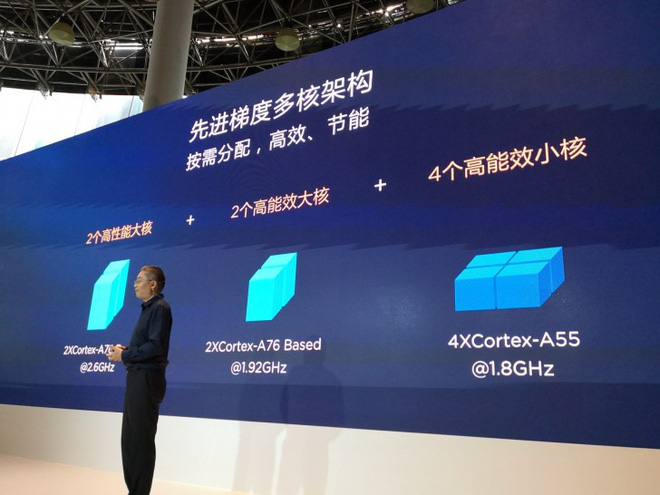 先进梯度多核架构
按需分配，高效、节能
2个高性能大核 + 2个高能效大核 + 4个高能效小核
2XCortex-A7
@2.6GHz
2XCortex-A76 Based
@1.92GHz
4XCortex-A55
@1.8GHz